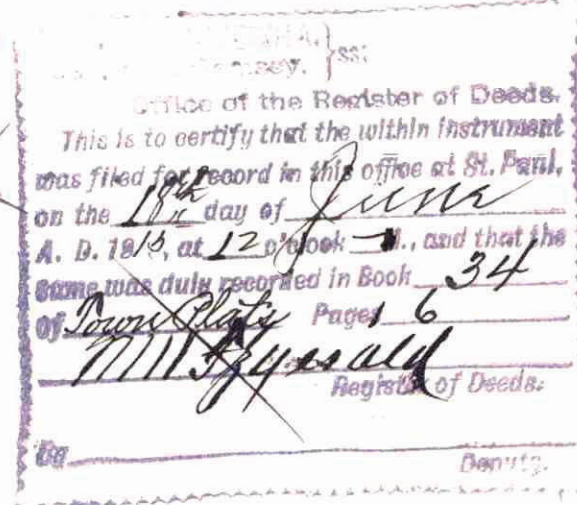 ss:
Office of the Register of Deeds.
This is to certify that the within instrument
was filed for record in this office at St. Paul,
on the 18th day of June
A. D. 1915, at 12 o'clock M., and that the
same was duly recorded in Book 34
of Town Plats Page 6
Register of Deeds.
By
Deputy.